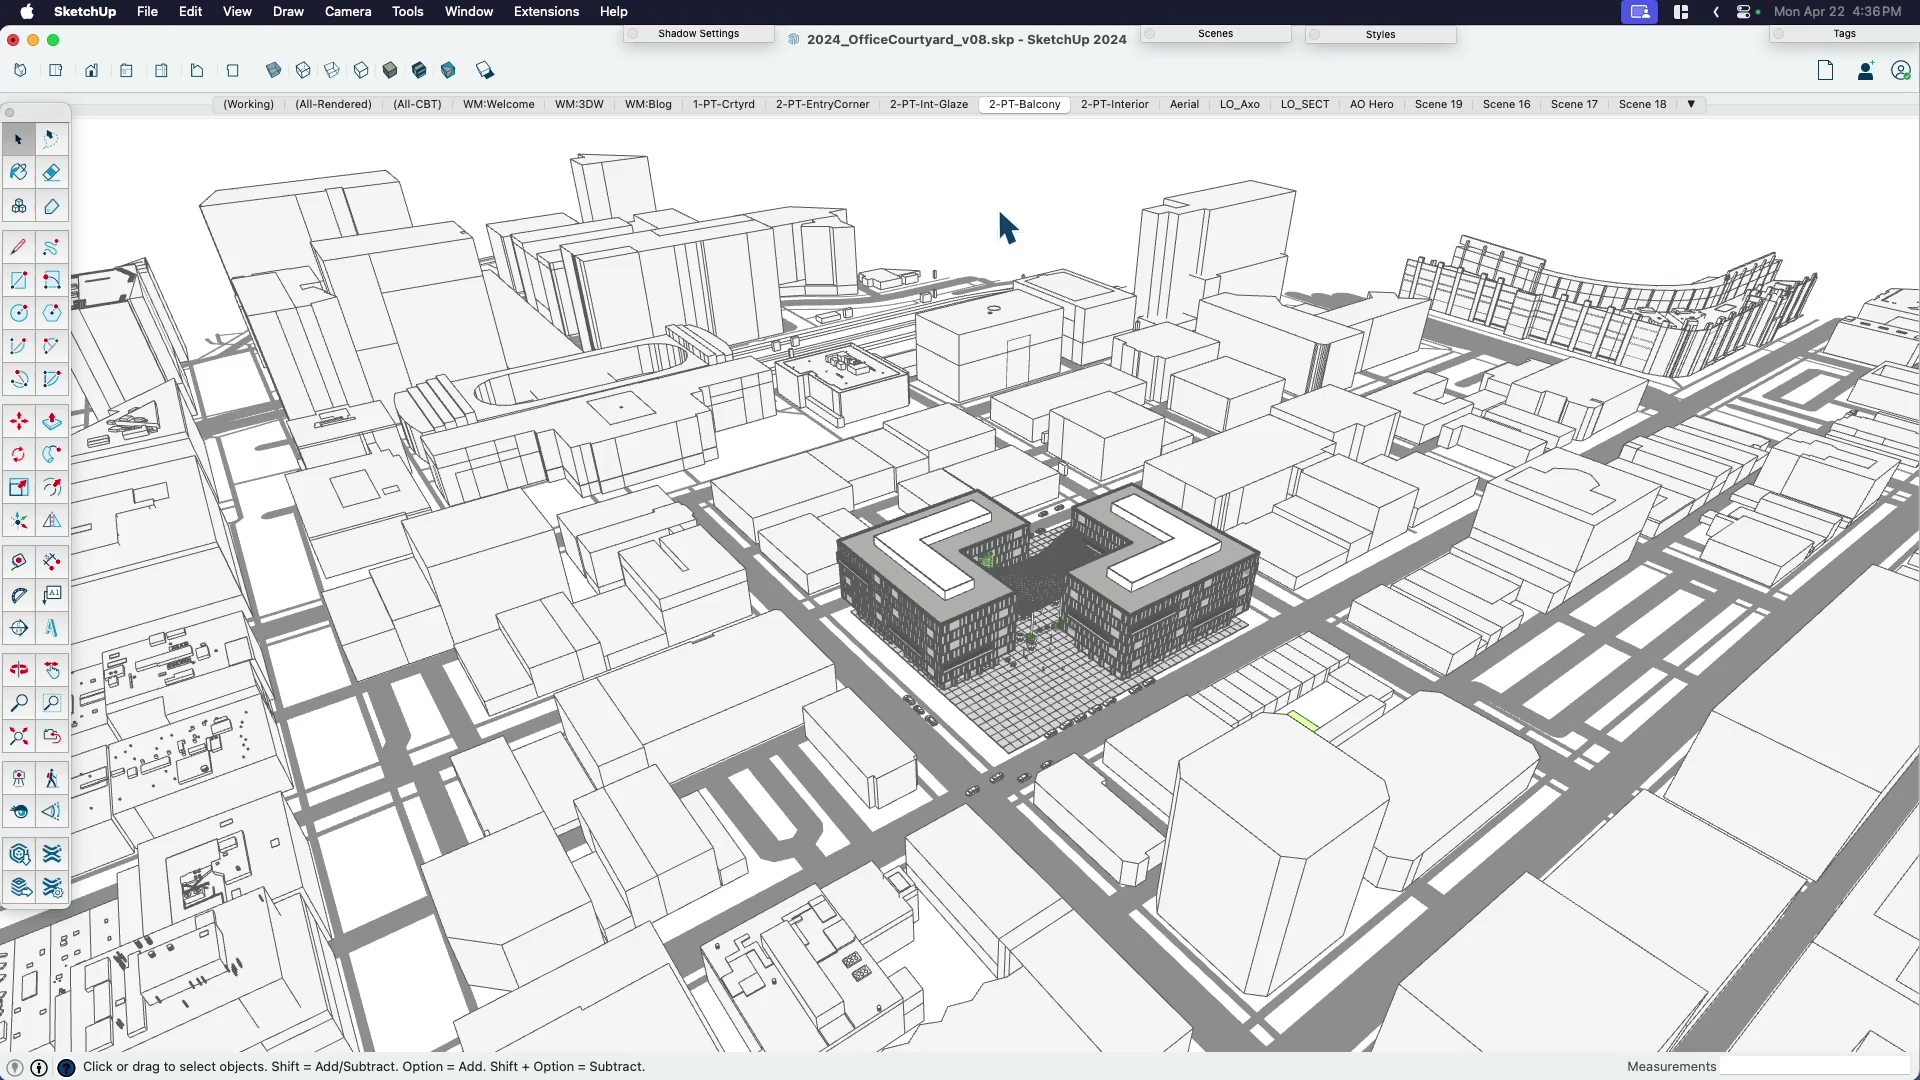 SketchUp File Edit View Draw Camera Tools Window Extensions Help Mon Apr 22 4:36PM
Shadow Settings 2024_OfficeCourtyard_v08.skp - SketchUp 2024 Scenes Styles Tags
(Working) (All-Rendered) (All-CBT) WM:Welcome WM:3DW WM:Blog 1-PT-Crtyrd 2-PT-EntryCorner 2-PT-Int-Glaze 2-PT-Balcony 2-PT-Interior Aerial LO_Axo LO_SECT AO Hero Scene 19 Scene 16 Scene 17 Scene 18
Click or drag to select objects. Shift = Add/Subtract. Option = Add. Shift + Option = Subtract. Measurements